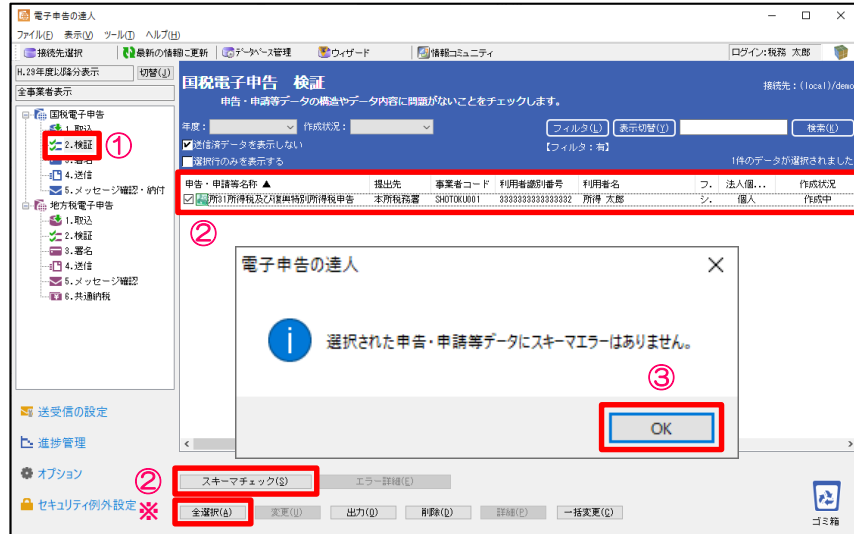 電子申告の達人
ファイル(F) 表示(V) ツール(T) ヘルプ(H)
接続先選択 最新の情報に更新 データベース管理 ウィザード 情報コミュニティ ログイン:税務 太郎
H.29年度以降分表示 切替(J)
全事業者表示
国税電子申告
1.取込
2.検証 ①
3.署名
4.送信
5.メッセージ確認・納付
地方税電子申告
1.取込
2.検証
3.署名
4.送信
5.メッセージ確認
6.共通納税
送受信の設定
進捗管理
オプション
セキュリティ例外設定
国税電子申告 検証
接続先:(local)/demo
申告・申請等データの構造やデータ内容に問題がないことをチェックします。
年度: 作成状況: フィルタ(L) 表示切替(Y) 検索(K)
送信済データを表示しない 【フィルタ:有】
選択行のみを表示する 1件のデータが選択されました
申告・申請等名称 ▲ 提出先 事業者コード 利用者識別番号 利用者名 フ. 法人個... 作成状況
所31所得税及び復興特別所得税申告 本所税務署 SHOTOKU001 3333333333333332 所得 太郎 シ. 個人 作成中
②
電子申告の達人
選択された申告・申請等データにスキーマエラーはありません。
③
OK
② スキーマチェック(S) エラー詳細(E)
※ 全選択(A) 変更(U) 出力(O) 削除(D) 詳細(P) 一括変更(C)
ゴミ箱